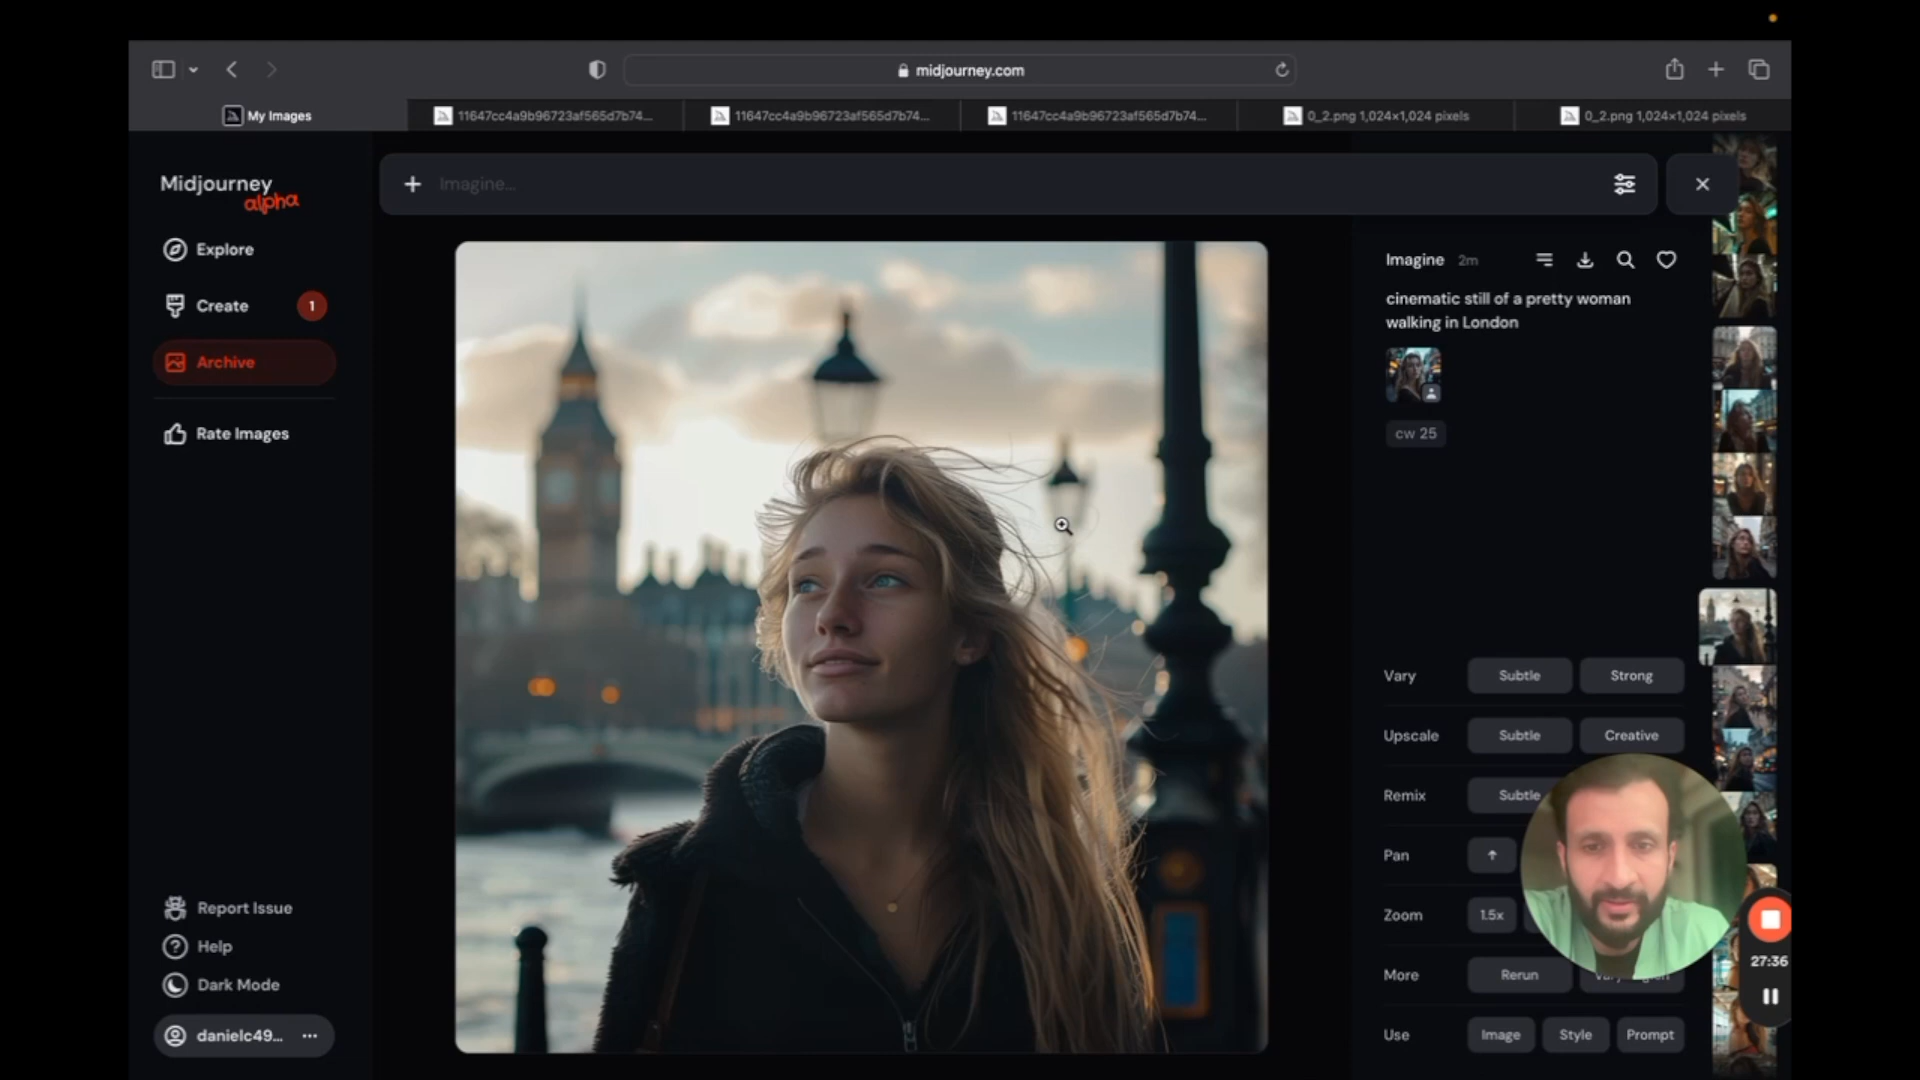 midjourney.com
My Images
11647cc4a9b96723af565d7b74...
11647cc4a9b96723af565d7b74...
11647cc4a9b96723af565d7b74...
0_2.png 1,024×1,024 pixels
0_2.png 1,024×1,024 pixels
Midjourney
alpha
Imagine...
Explore
Create 1
Archive
Rate Images
Report Issue
Help
Dark Mode
danielc49... ...
Imagine 2m
cinematic still of a pretty woman
walking in London
cw 25
Vary Subtle Strong
Upscale Subtle Creative
Remix Subtle
Pan
Zoom 1.5x
More Rerun
Use Image Style Prompt
27:36